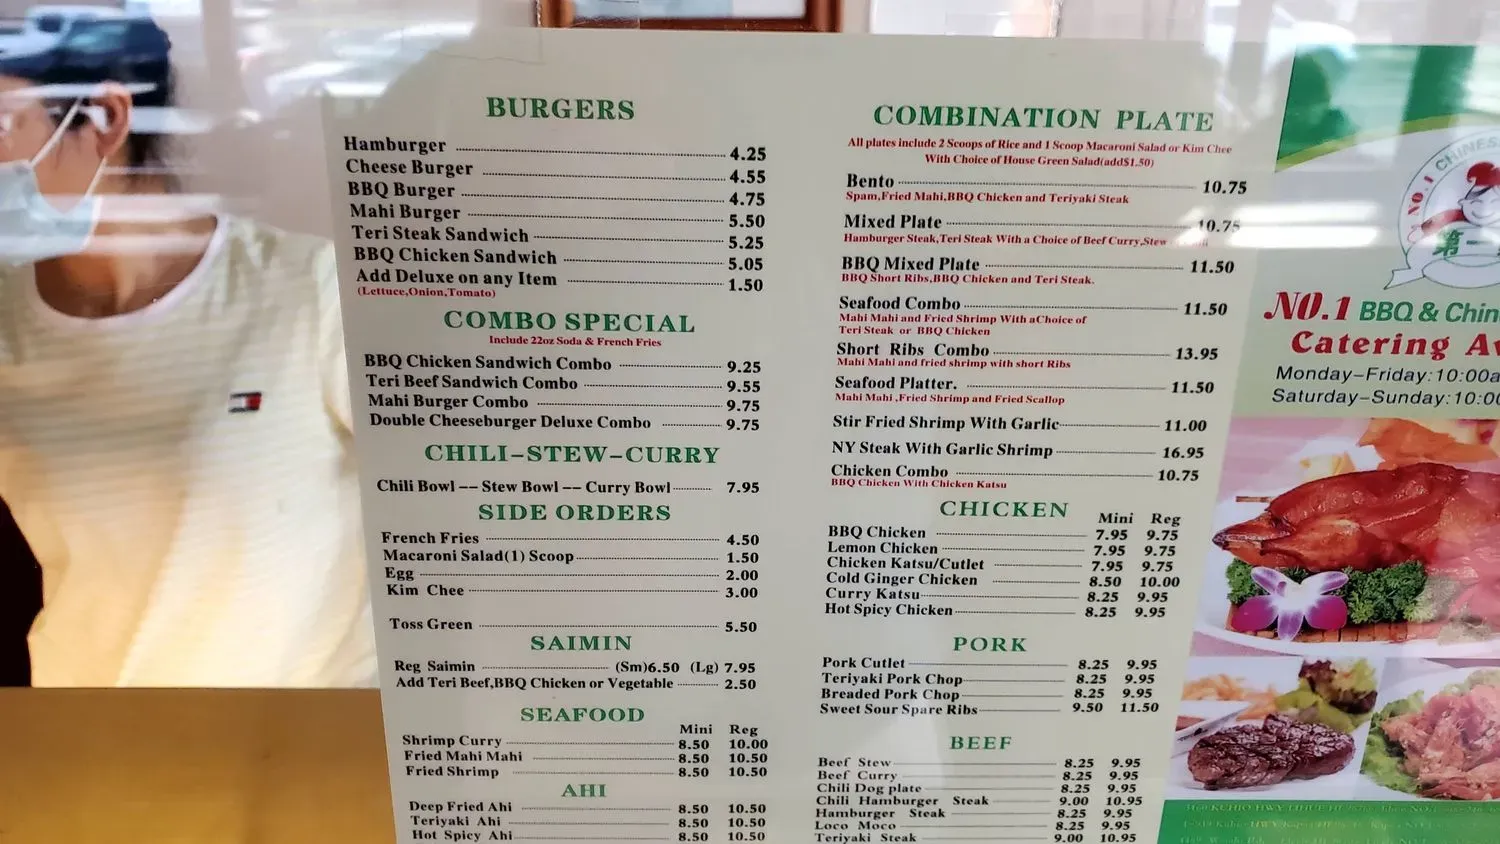 BURGERS
Hamburger 4.25
Cheese Burger 4.55
BBQ Burger 4.75
Mahi Burger 5.50
Teri Steak Sandwich 5.25
BBQ Chicken Sandwich 5.05
Add Deluxe on any Item 1.50
(Lettuce,Onion,Tomato)
COMBO SPECIAL
Include 22oz Soda & French Fries
BBQ Chicken Sandwich Combo 9.25
Teri Beef Sandwich Combo 9.55
Mahi Burger Combo 9.75
Double Cheeseburger Deluxe Combo 9.75
CHILI-STEW-CURRY
Chili Bowl -- Stew Bowl -- Curry Bowl 7.95
SIDE ORDERS
French Fries 4.50
Macaroni Salad(1) Scoop 1.50
Egg 2.00
Kim Chee 3.00
Toss Green 5.50
SAIMIN
Reg Saimin (Sm)6.50 (Lg) 7.95
Add Teri Beef,BBQ Chicken or Vegetable 2.50
SEAFOOD
Mini Reg
Shrimp Curry 8.50 10.00
Fried Mahi Mahi 8.50 10.50
Fried Shrimp 8.50 10.50
AHI
Deep Fried Ahi 8.50 10.50
Teriyaki Ahi 8.50 10.50
Hot Spicy Ahi 8.50 10.50
COMBINATION PLATE
All plates include 2 Scoops of Rice and 1 Scoop Macaroni Salad or Kim Chee
With Choice of House Green Salad(add$1.50)
Bento 10.75
Spam,Fried Mahi,BBQ Chicken and Teriyaki Steak
Mixed Plate 10.75
Hamburger Steak,Teri Steak With a Choice of Beef Curry,Stew
BBQ Mixed Plate 11.50
BBQ Short Ribs,BBQ Chicken and Teri Steak.
Seafood Combo 11.50
Mahi Mahi and Fried Shrimp With aChoice of
Teri Steak or BBQ Chicken
Short Ribs Combo 13.95
Mahi Mahi and fried shrimp with short Ribs
Seafood Platter. 11.50
Mahi Mahi ,Fried Shrimp and Fried Scallop
Stir Fried Shrimp With Garlic 11.00
NY Steak With Garlic Shrimp 16.95
Chicken Combo 10.75
BBQ Chicken With Chicken Katsu
CHICKEN Mini Reg
BBQ Chicken 7.95 9.75
Lemon Chicken 7.95 9.75
Chicken Katsu/Cutlet 7.95 9.75
Cold Ginger Chicken 8.50 10.00
Curry Katsu 8.25 9.95
Hot Spicy Chicken 8.25 9.95
PORK
Pork Cutlet 8.25 9.95
Teriyaki Pork Chop 8.25 9.95
Breaded Pork Chop 8.25 9.95
Sweet Sour Spare Ribs 9.50 11.50
BEEF
Beef Stew 8.25 9.95
Beef Curry 8.25 9.95
Chili Dog plate 8.25 9.95
Chili Hamburger Steak 9.00 10.95
Hamburger Steak 8.25 9.95
Loco Moco 8.25 9.95
Teriyaki Steak 9.00 10.95
NO.1 CHINES
第一
NO.1 BBQ & Chin
Catering Av
Monday-Friday:10:00a
Saturday-Sunday:10:00